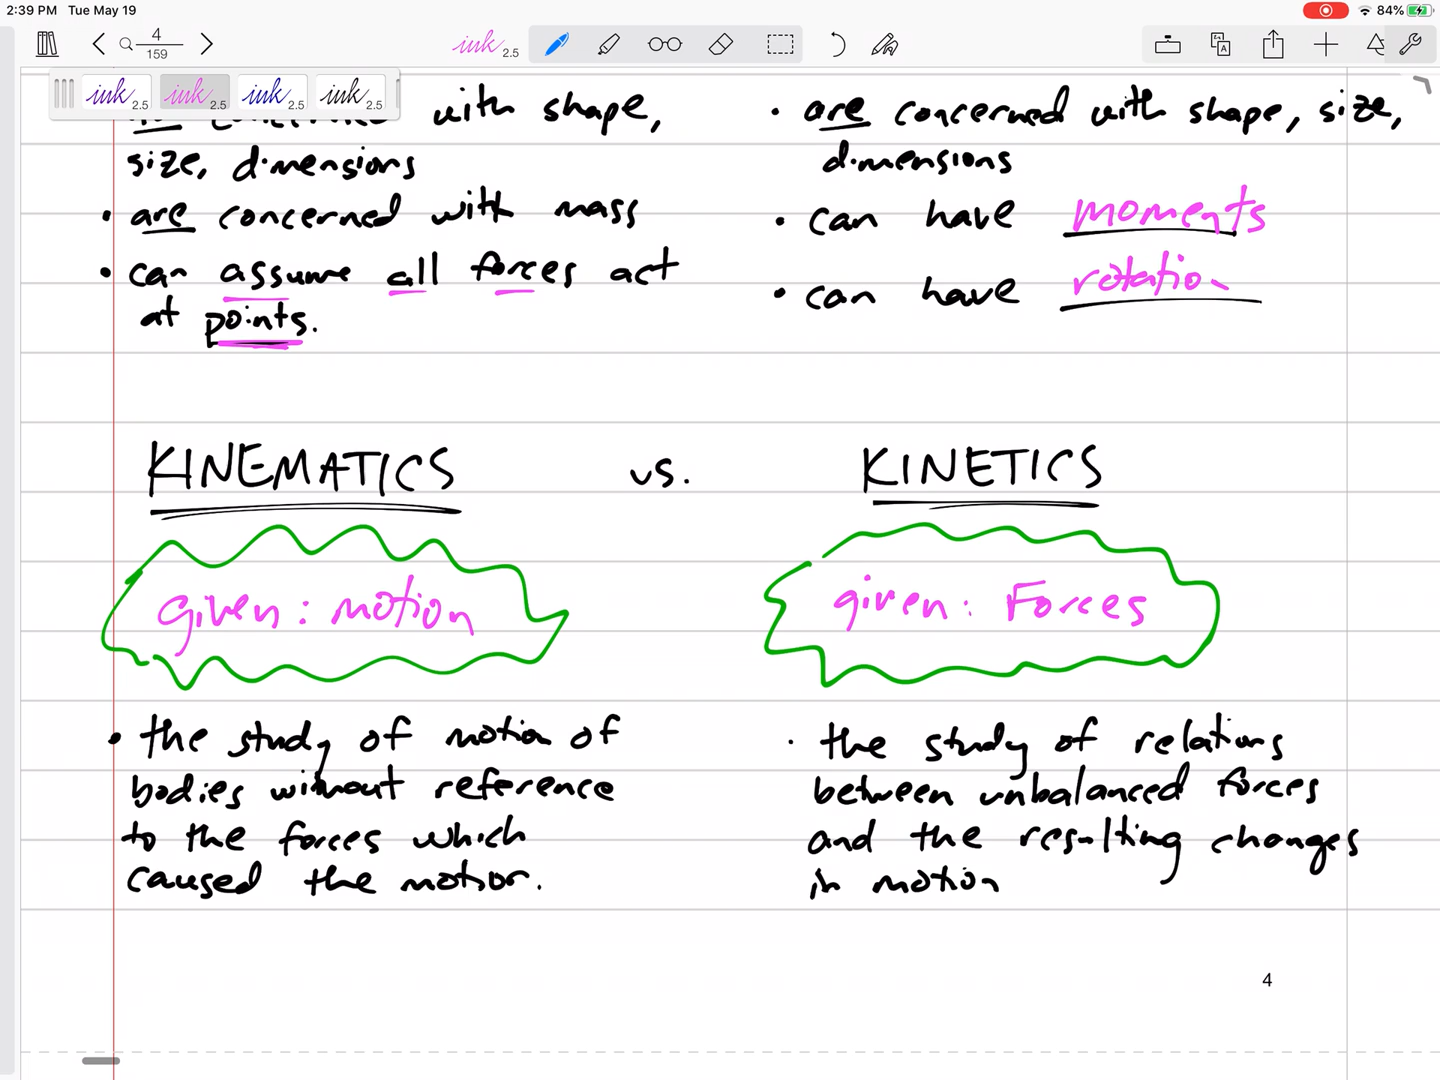 2:39 PM Tue May 19
84%
4
159
ink 2.5
ink 2.5 ink 2.5 ink 2.5 ink 2.5
with shape,
size, dimensions
• are concerned with mass
• can assume all forces act
at points.
• are concerned with shape, size,
dimensions
• can have moments
• can have rotation
KINEMATICS vs. KINETICS
given: motion
given: Forces
• the study of motion of
bodies without reference
to the forces which
caused the motion.
• the study of relations
between unbalanced forces
and the resulting changes
in motion
4